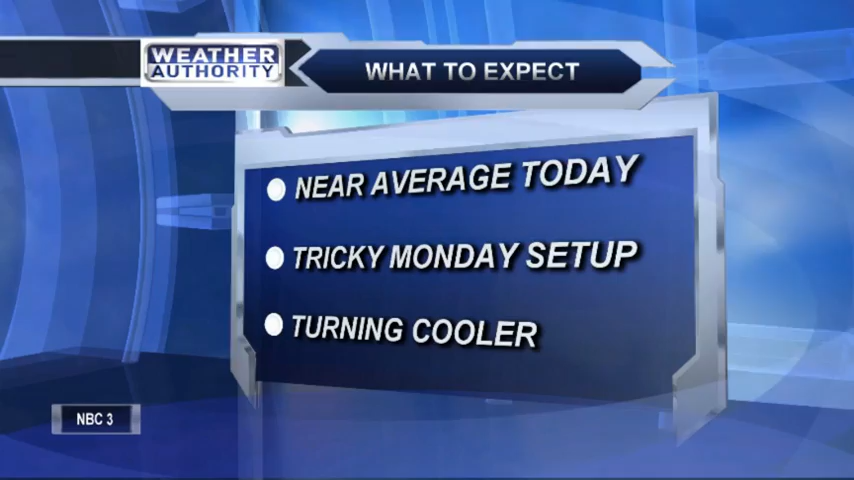 WEATHER
AUTHORITY
WHAT TO EXPECT
NEAR AVERAGE TODAY
TRICKY MONDAY SETUP
TURNING COOLER
NBC 3